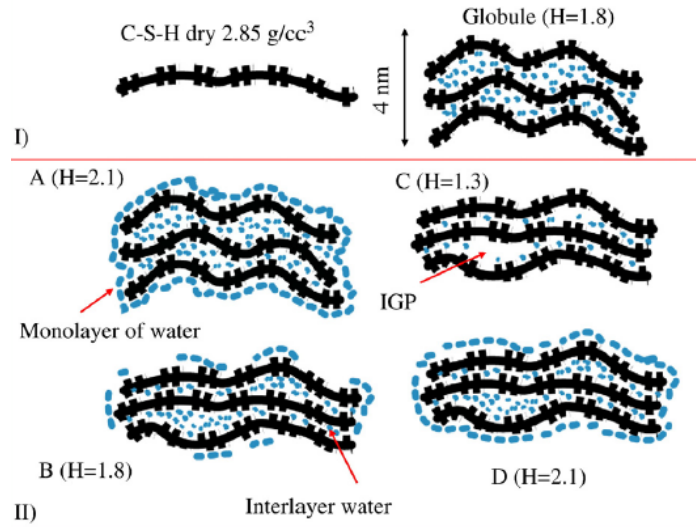 C-S-H dry 2.85 g/cc³
Globule (H=1.8)
4 nm
I)
A (H=2.1)
C (H=1.3)
IGP
Monolayer of water
B (H=1.8)
D (H=2.1)
Interlayer water
II)